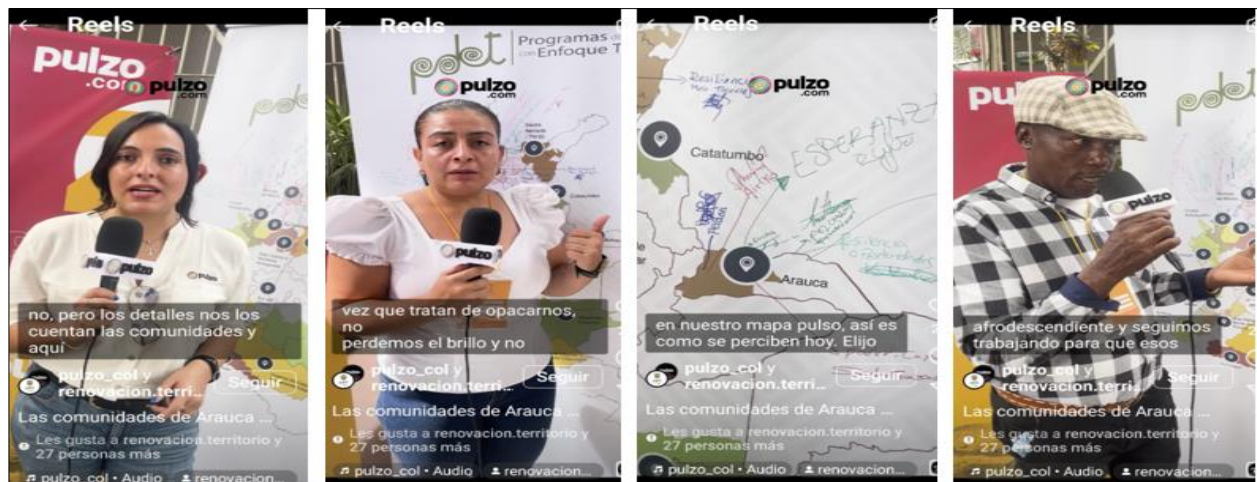 Reels
pulzo
.com
pulzo
.com
pdet
no, pero los detalles nos los
cuentan las comunidades y
aquí
pulzo_col y
renovacion.terri...
Seguir
Las comunidades de Arauca ...
Les gusta a renovacion.territorio y
27 personas más
pulzo_col • Audio
renovacion...
Reels
pdet
Programas
con Enfoque T
pulzo
.com
pulzo
vez que tratan de opacarnos,
no
perdemos el brillo y no
pulzo_col y
renovacion.terri...
Seguir
Las comunidades de Arauca ...
Les gusta a renovacion.territorio y
27 personas más
pulzo_col • Audio
renovacion...
Reels
pulzo
.com
Catatumbo
ESPERANZA
Arauca
en nuestro mapa pulso, así es
como se perciben hoy. Elijo
pulzo_col y
renovacion.terri...
Seguir
Las comunidades de Arauca ...
Les gusta a renovacion.territorio y
27 personas más
pulzo_col • Audio
renovacion...
Reels
pulzo
.com
pdet
pulzo
afrodescendiente y seguimos
trabajando para que esos
pulzo_col y
renovacion.terri...
Seguir
Las comunidades de Arauca ...
Les gusta a renovacion.territorio y
27 personas más
pulzo_col • Audio
renovacion...